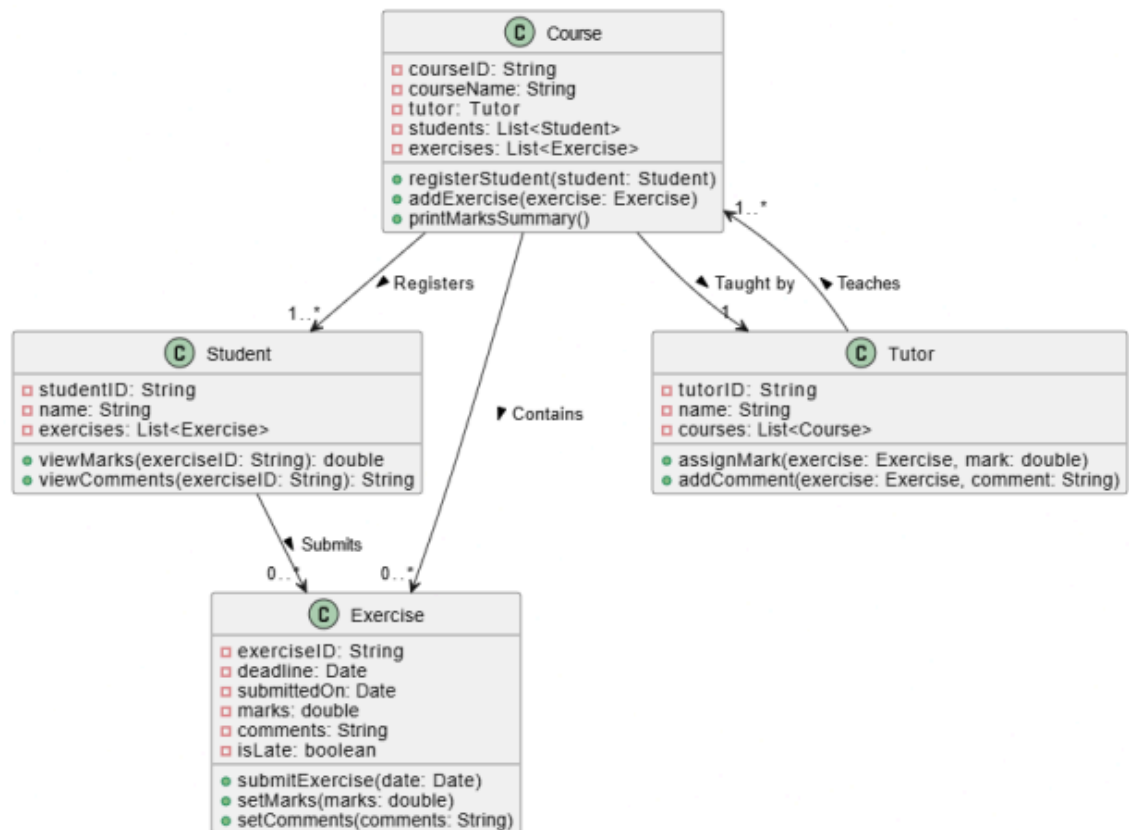 C Course
courseID: String
courseName: String
tutor: Tutor
students: List<Student>
exercises: List<Exercise>
registerStudent(student: Student)
addExercise(exercise: Exercise)
printMarksSummary()
1..*
Registers
Taught by
Teaches
1..*
1
C Student
studentID: String
name: String
exercises: List<Exercise>
viewMarks(exerciseID: String): double
viewComments(exerciseID: String): String
Contains
C Tutor
tutorID: String
name: String
courses: List<Course>
assignMark(exercise: Exercise, mark: double)
addComment(exercise: Exercise, comment: String)
Submits
0..*
0..*
C Exercise
exerciseID: String
deadline: Date
submittedOn: Date
marks: double
comments: String
isLate: boolean
submitExercise(date: Date)
setMarks(marks: double)
setComments(comments: String)